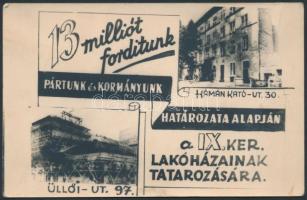 13 milliót
fordítunk
PÁRTUNK és KORMÁNYUNK
HÁMÁN KATÓ-UT. 30.
HATÁROZATA ALAPJÁN
a IX. KER.
LAKÓHÁZAINAK
TATAROZÁSÁRA.
ÜLLŐI-UT. 97.